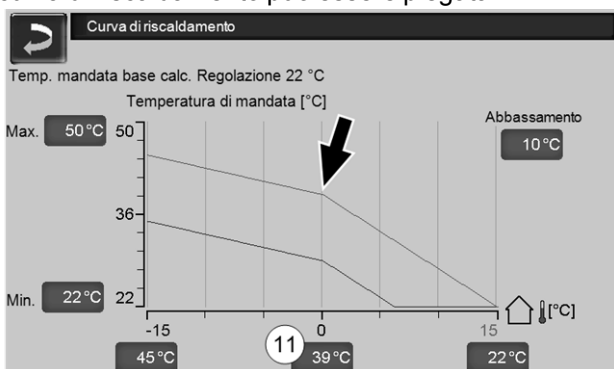 Curva di riscaldamento
Temp. mandata base calc. Regolazione 22 °C
Temperatura di mandata [°C]
Abbassamento
Max. 50°C 50
10°C
36
Min. 22°C 22
[°C]
-15 0 15
11
45°C 39°C 22°C